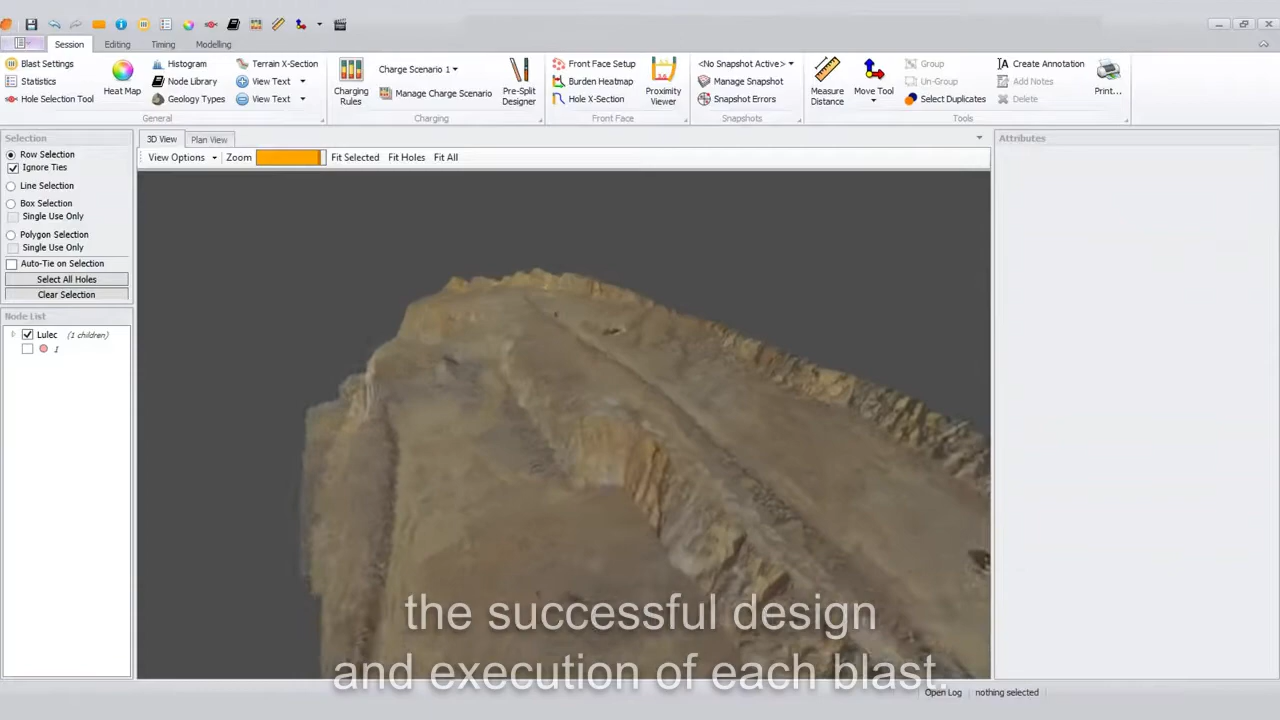 Session
Editing
Timing
Modelling
Blast Settings
Statistics
Hole Selection Tool
Heat Map
Histogram
Node Library
Geology Types
Terrain X-Section
View Text
View Text
General
Charging Rules
Charge Scenario 1
Manage Charge Scenario
Pre-Split Designer
Charging
Front Face Setup
Burden Heatmap
Hole X-Section
Proximity Viewer
Front Face
<No Snapshot Active>
Manage Snapshot
Snapshot Errors
Snapshots
Measure Distance
Move Tool
Group
Un-Group
Select Duplicates
Create Annotation
Add Notes
Delete
Print...
Tools
Selection
Row Selection
Ignore Ties
Line Selection
Box Selection
Single Use Only
Polygon Selection
Single Use Only
Auto-Tie on Selection
Select All Holes
Clear Selection
Node List
Lulec (1 children)
1
3D View
Plan View
View Options
Zoom
Fit Selected
Fit Holes
Fit All
Attributes
the successful design
and execution of each blast.
Open Log
nothing selected